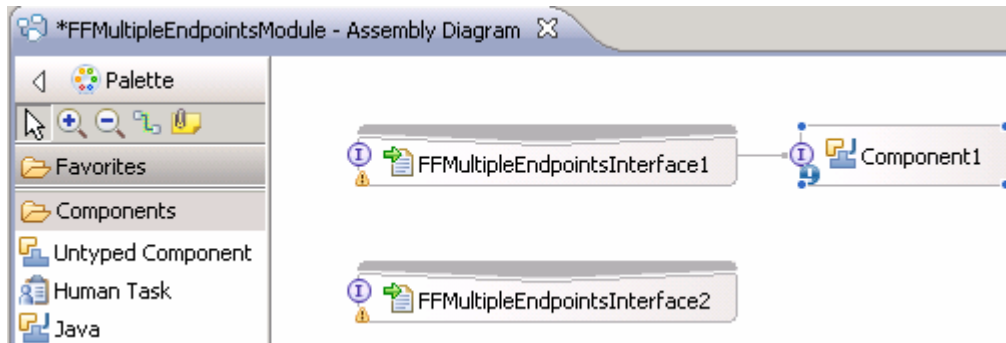 *FFMultipleEndpointsModule - Assembly Diagram
Palette
Favorites
Components
Untyped Component
Human Task
Java
FFMultipleEndpointsInterface1
Component1
FFMultipleEndpointsInterface2